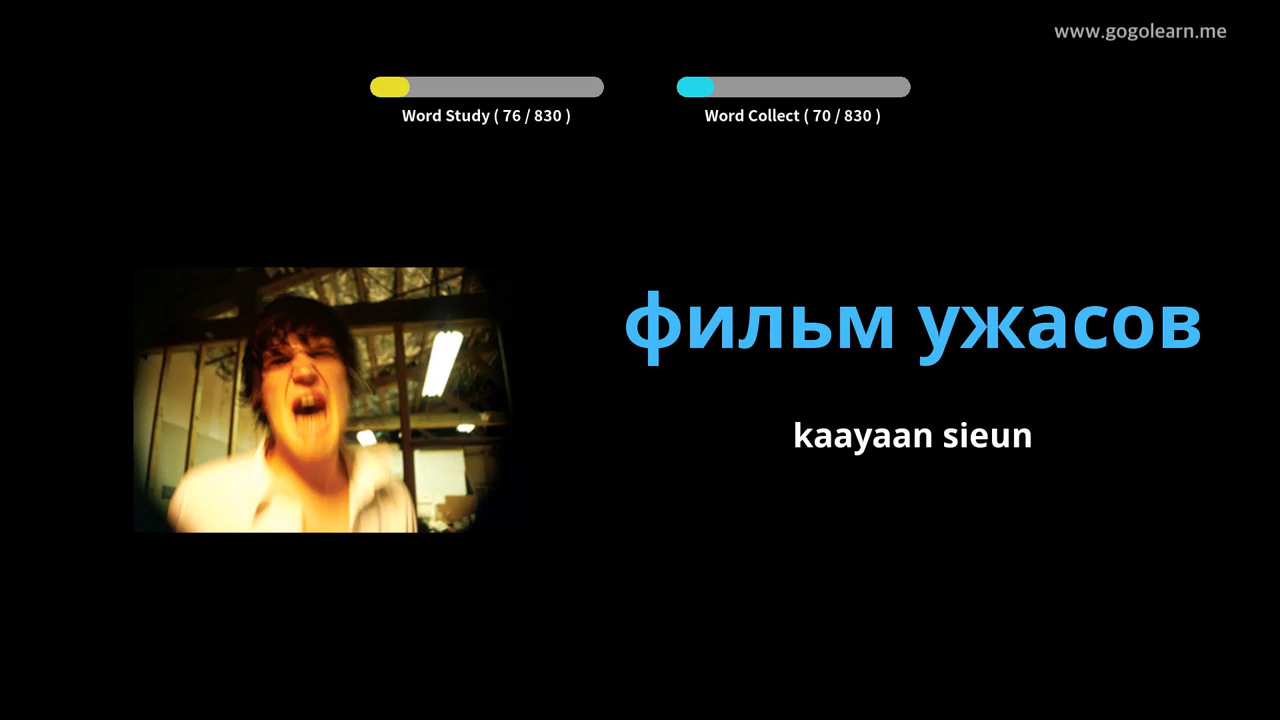 www.gogolearn.me
Word Study ( 76 / 830 )
Word Collect ( 70 / 830 )
фильм ужасов
kaayaan sieun